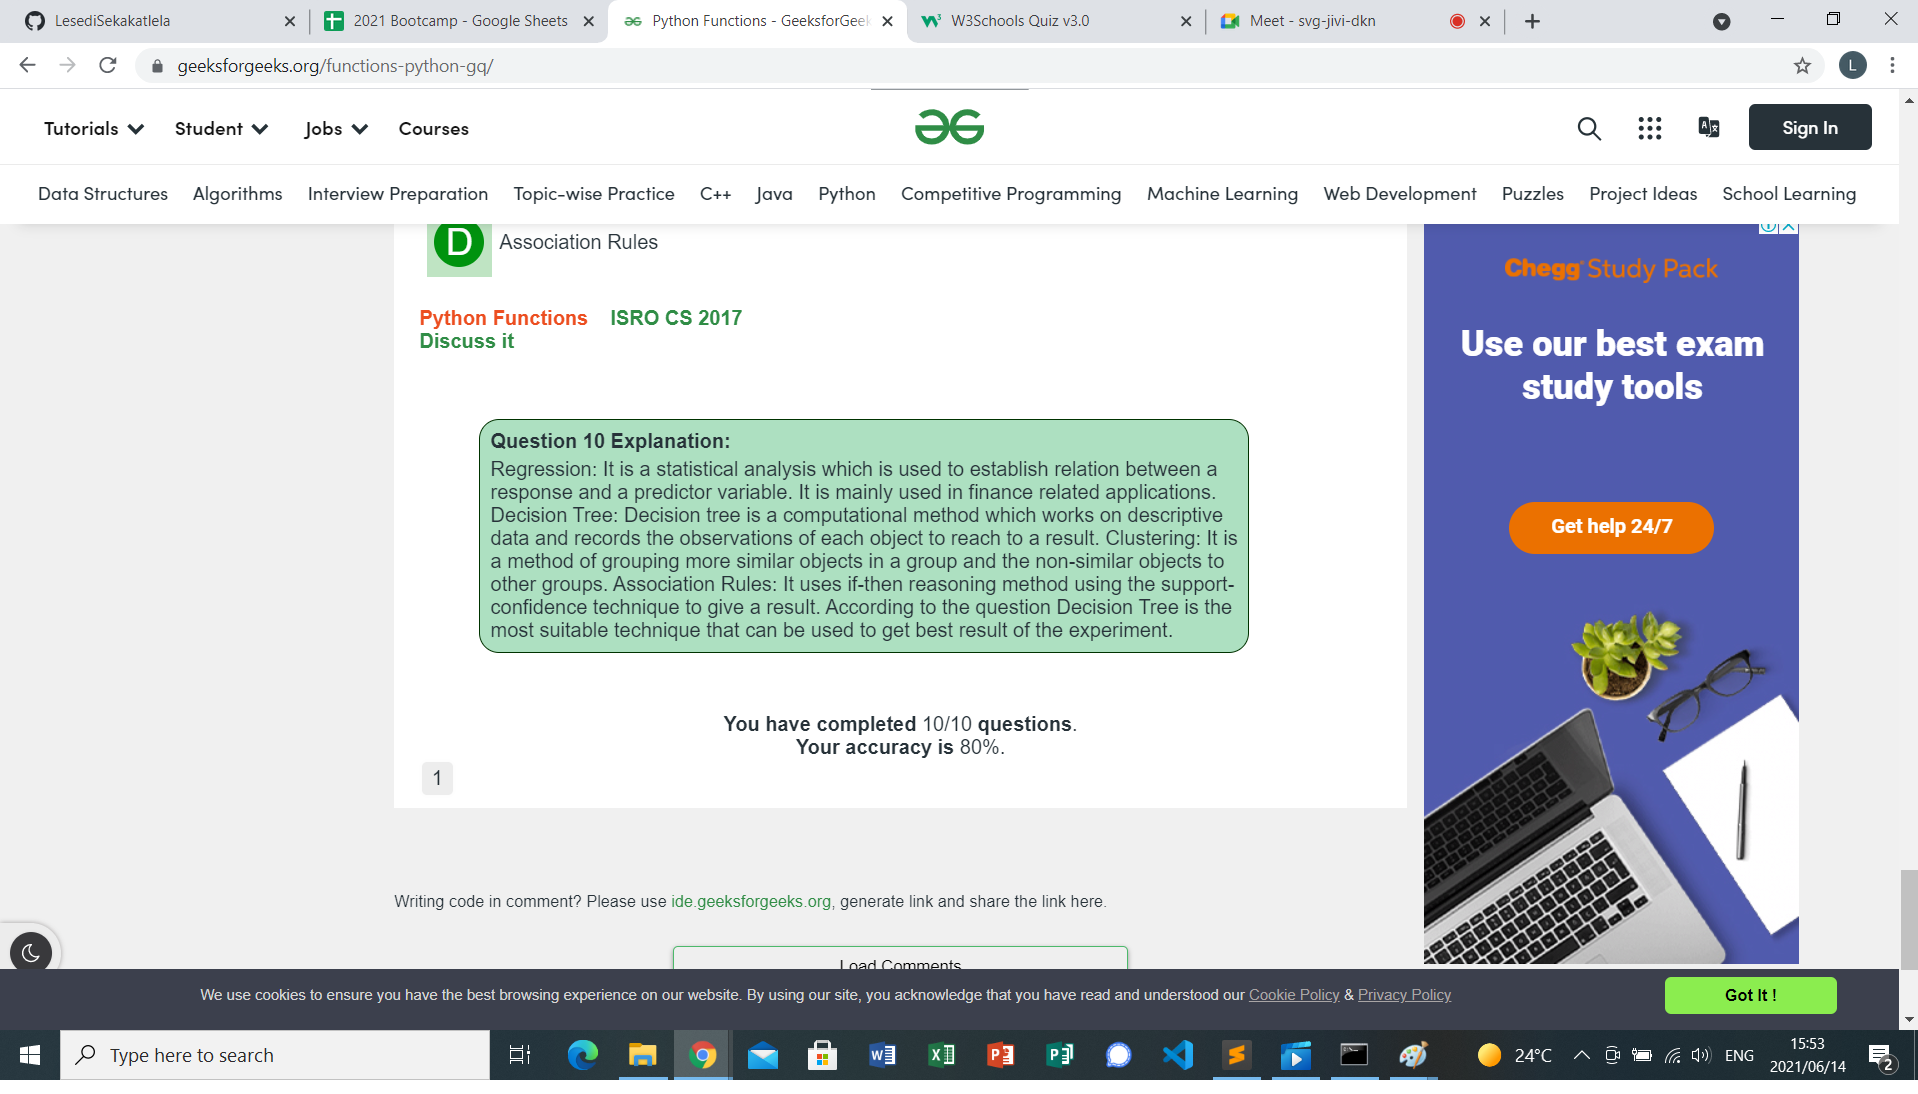 LesediSekakatlela
2021 Bootcamp - Google Sheets
Python Functions - GeeksforGeek
W3Schools Quiz v3.0
Meet - svg-jivi-dkn
geeksforgeeks.org/functions-python-gq/
L
Tutorials
Student
Jobs
Courses
Sign In
Data Structures
Algorithms
Interview Preparation
Topic-wise Practice
C++
Java
Python
Competitive Programming
Machine Learning
Web Development
Puzzles
Project Ideas
School Learning
D Association Rules
Python Functions ISRO CS 2017
Discuss it
Question 10 Explanation:
Regression: It is a statistical analysis which is used to establish relation between a
response and a predictor variable. It is mainly used in finance related applications.
Decision Tree: Decision tree is a computational method which works on descriptive
data and records the observations of each object to reach to a result. Clustering: It is
a method of grouping more similar objects in a group and the non-similar objects to
other groups. Association Rules: It uses if-then reasoning method using the support-
confidence technique to give a result. According to the question Decision Tree is the
most suitable technique that can be used to get best result of the experiment.
You have completed 10/10 questions.
Your accuracy is 80%.
1
Chegg Study Pack
Use our best exam
study tools
Get help 24/7
Writing code in comment? Please use ide.geeksforgeeks.org, generate link and share the link here.
Load Comments
We use cookies to ensure you have the best browsing experience on our website. By using our site, you acknowledge that you have read and understood our Cookie Policy & Privacy Policy
Got It !
Type here to search
24°C
ENG
15:53
2021/06/14
2